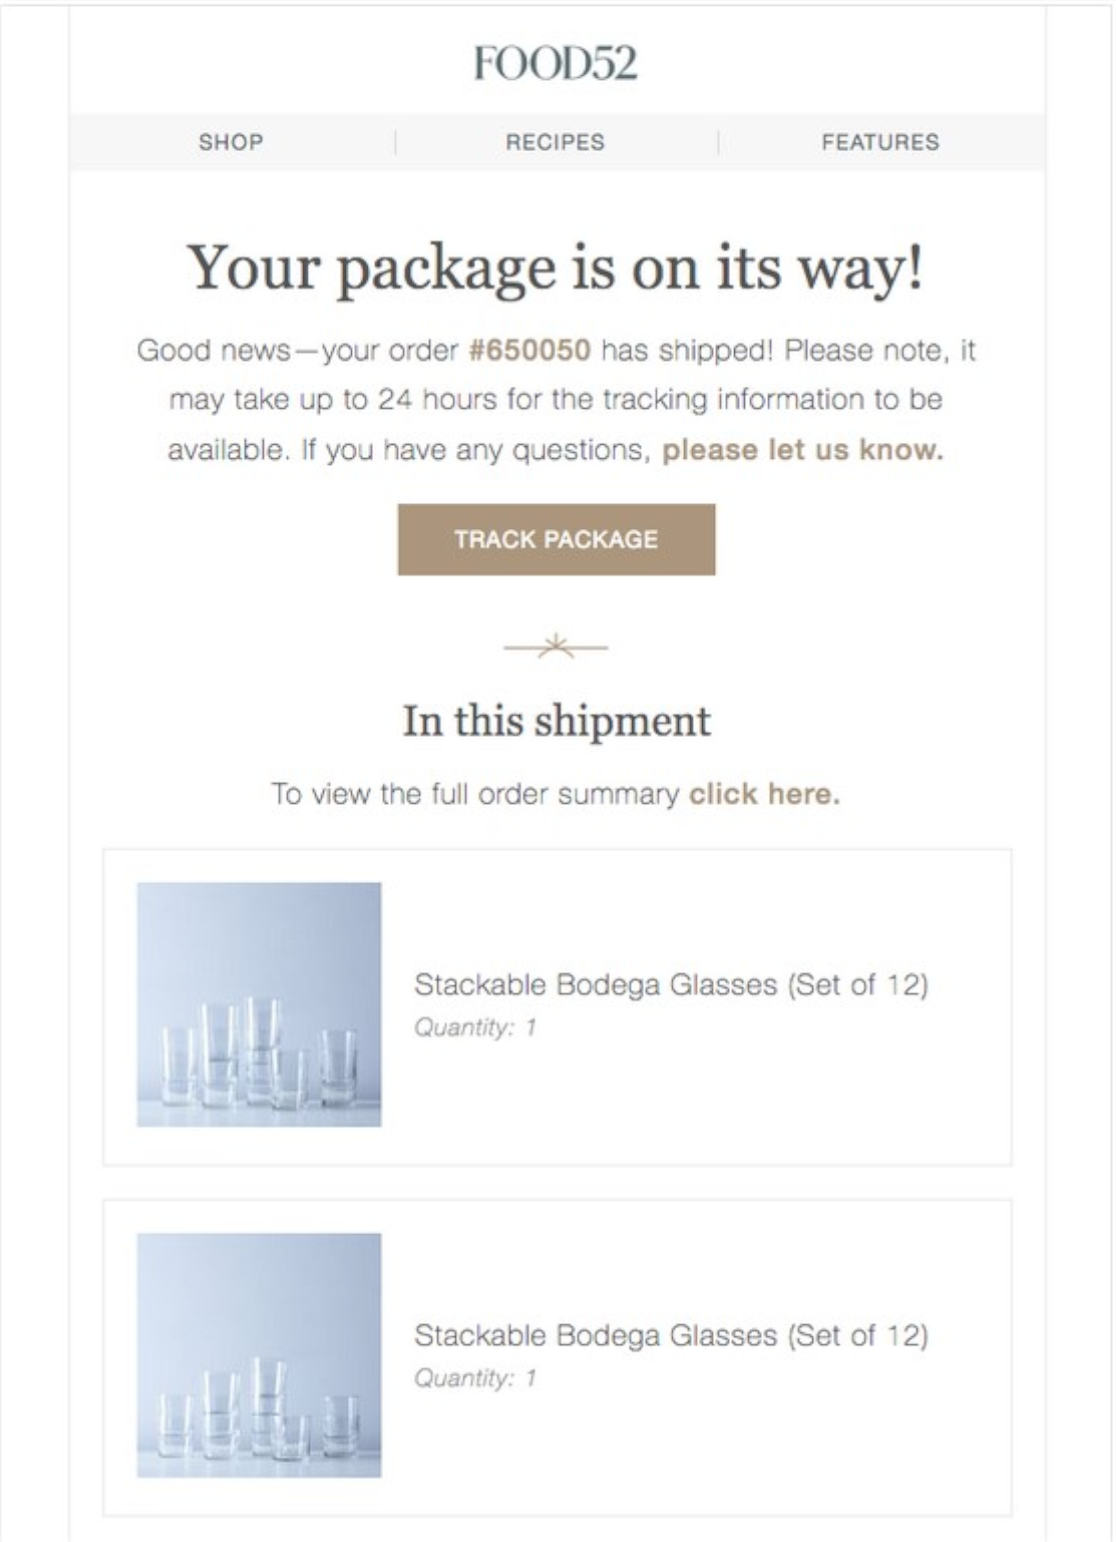 FOOD52
SHOP
RECIPES
FEATURES
Your package is on its way!
Good news—your order #650050 has shipped! Please note, it
may take up to 24 hours for the tracking information to be
available. If you have any questions, please let us know.
TRACK PACKAGE
In this shipment
To view the full order summary click here.
Stackable Bodega Glasses (Set of 12)
Quantity: 1
Stackable Bodega Glasses (Set of 12)
Quantity: 1